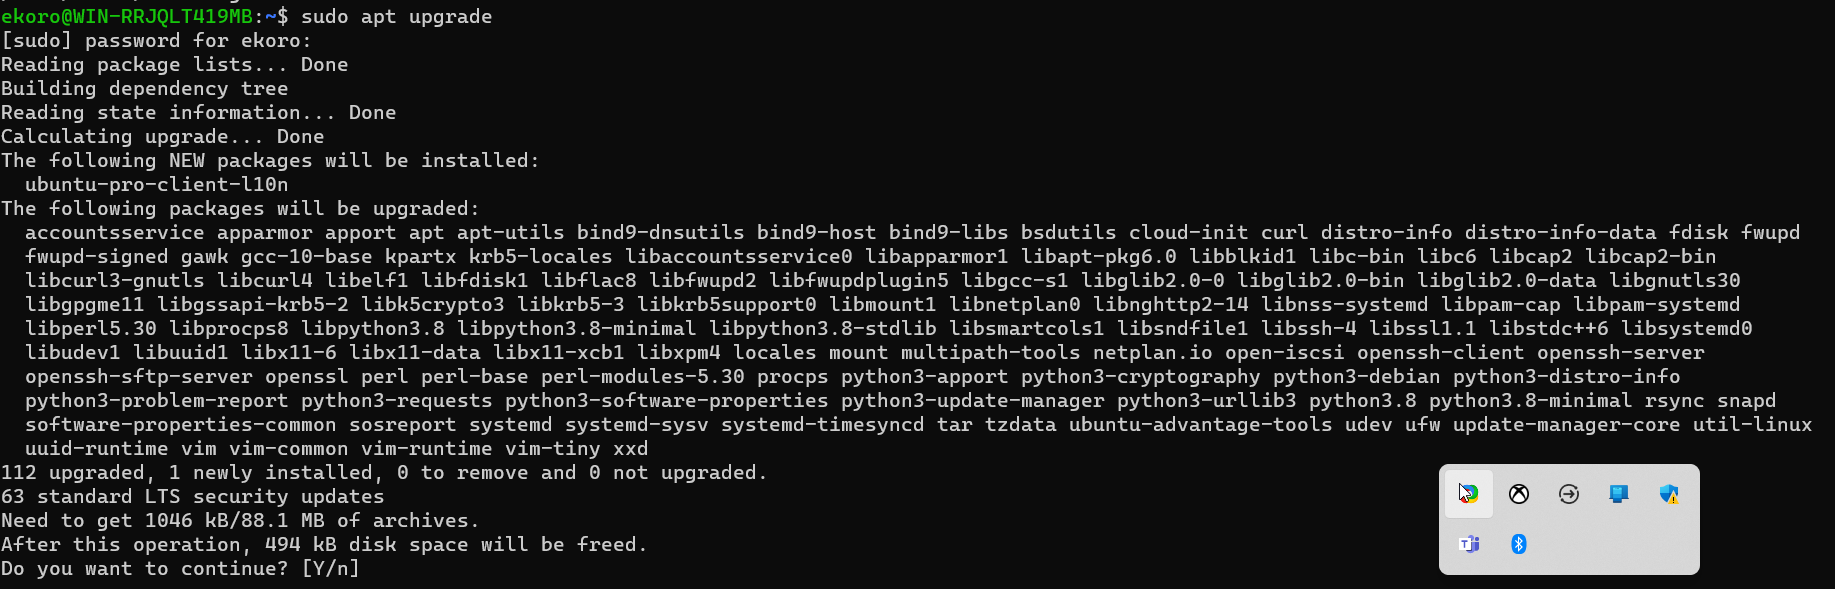 ekoro@WIN-RRJQLT419MB:~$ sudo apt upgrade
[sudo] password for ekoro:
Reading package lists... Done
Building dependency tree
Reading state information... Done
Calculating upgrade... Done
The following NEW packages will be installed:
  ubuntu-pro-client-l10n
The following packages will be upgraded:
  accountsservice apparmor apport apt apt-utils bind9-dnsutils bind9-host bind9-libs bsdutils cloud-init curl distro-info distro-info-data fdisk fwupd
  fwupd-signed gawk gcc-10-base kpartx krb5-locales libaccountsservice0 libapparmor1 libapt-pkg6.0 libblkid1 libc-bin libc6 libcap2 libcap2-bin
  libcurl3-gnutls libcurl4 libelf1 libfdisk1 libflac8 libfwupd2 libfwupdplugin5 libgcc-s1 libglib2.0-0 libglib2.0-bin libglib2.0-data libgnutls30
  libgpgme11 libgssapi-krb5-2 libk5crypto3 libkrb5-3 libkrb5support0 libmount1 libnetplan0 libnghttp2-14 libnss-systemd libpam-cap libpam-systemd
  libperl5.30 libprocps8 libpython3.8 libpython3.8-minimal libpython3.8-stdlib libsmartcols1 libsndfile1 libssh-4 libssl1.1 libstdc++6 libsystemd0
  libudev1 libuuid1 libx11-6 libx11-data libx11-xcb1 libxpm4 locales mount multipath-tools netplan.io open-iscsi openssh-client openssh-server
  openssh-sftp-server openssl perl perl-base perl-modules-5.30 procps python3-apport python3-cryptography python3-debian python3-distro-info
  python3-problem-report python3-requests python3-software-properties python3-update-manager python3-urllib3 python3.8 python3.8-minimal rsync snapd
  software-properties-common sosreport systemd systemd-sysv systemd-timesyncd tar tzdata ubuntu-advantage-tools udev ufw update-manager-core util-linux
  uuid-runtime vim vim-common vim-runtime vim-tiny xxd
112 upgraded, 1 newly installed, 0 to remove and 0 not upgraded.
63 standard LTS security updates
Need to get 1046 kB/88.1 MB of archives.
After this operation, 494 kB disk space will be freed.
Do you want to continue? [Y/n]